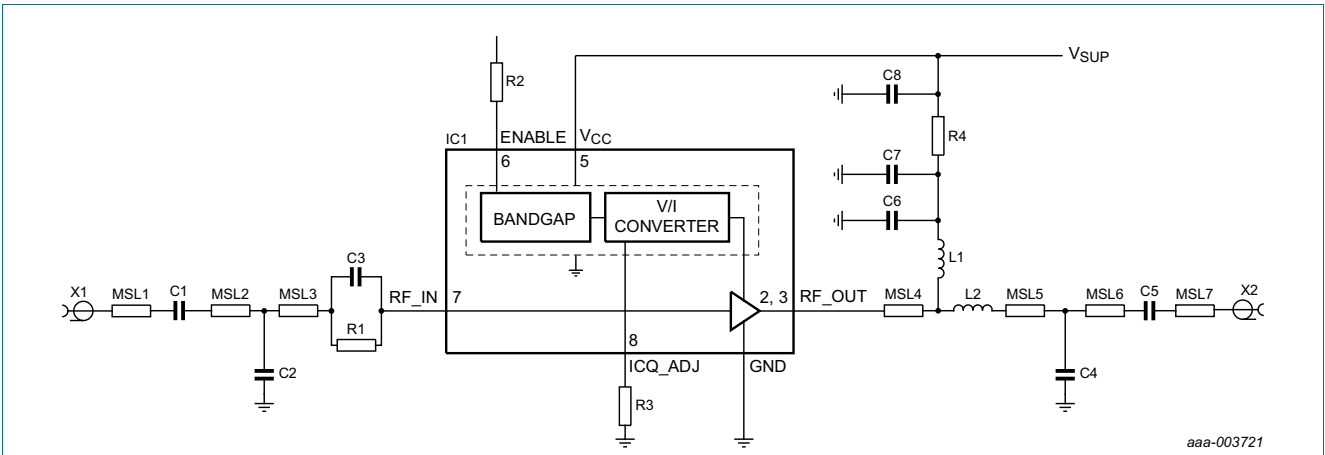 VSUP
C8
R2
R4
IC1 ENABLE VCC
6 5
C7
BANDGAP
V/I
CONVERTER
C6
L1
C3
X1 MSL1 C1 MSL2 MSL3
R1
RF_IN 7
2, 3 RF_OUT
MSL4 L2 MSL5 MSL6 C5 MSL7 X2
8
ICQ_ADJ GND
C2
R3
C4
aaa-003721